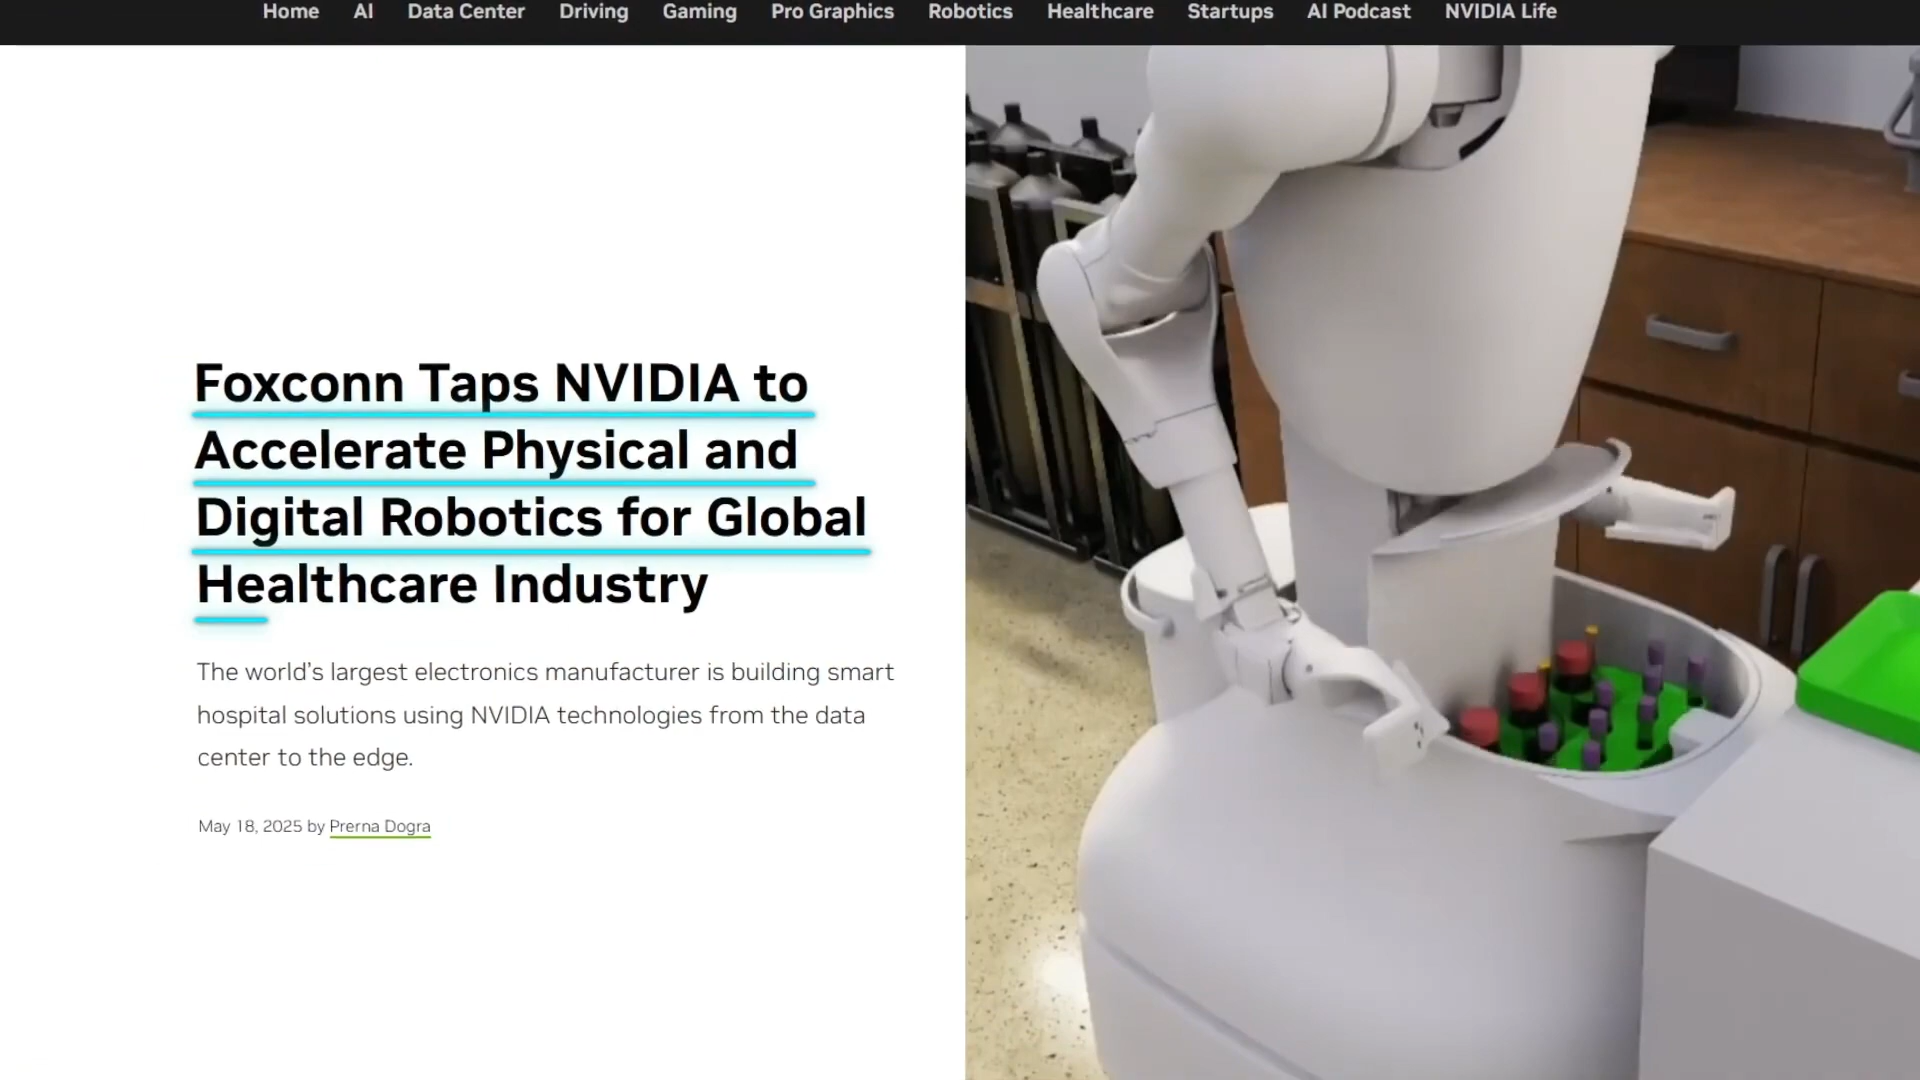 Home AI Data Center Driving Gaming Pro Graphics Robotics Healthcare Startups AI Podcast NVIDIA Life
Foxconn Taps NVIDIA to
Accelerate Physical and
Digital Robotics for Global
Healthcare Industry
The world's largest electronics manufacturer is building smart
hospital solutions using NVIDIA technologies from the data
center to the edge.
May 18, 2025 by Prerna Dogra